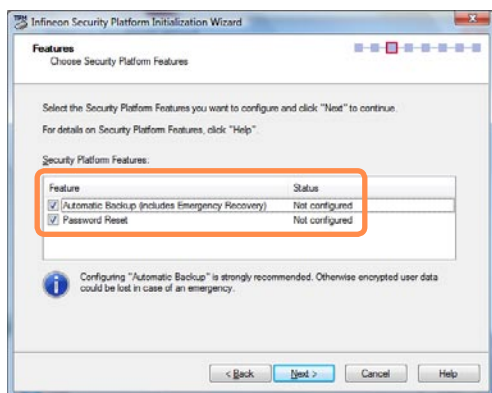 Infineon Security Platform Initialization Wizard
Features
Choose Security Platform Features
Select the Security Platform Features you want to configure and click "Next" to continue.
For details on Security Platform Features, click "Help".
Security Platform Features:
Feature Status
Automatic Backup (includes Emergency Recovery) Not configured
Password Reset Not configured
Configuring "Automatic Backup" is strongly recommended. Otherwise encrypted user data
could be lost in case of an emergency.
< Back Next > Cancel Help